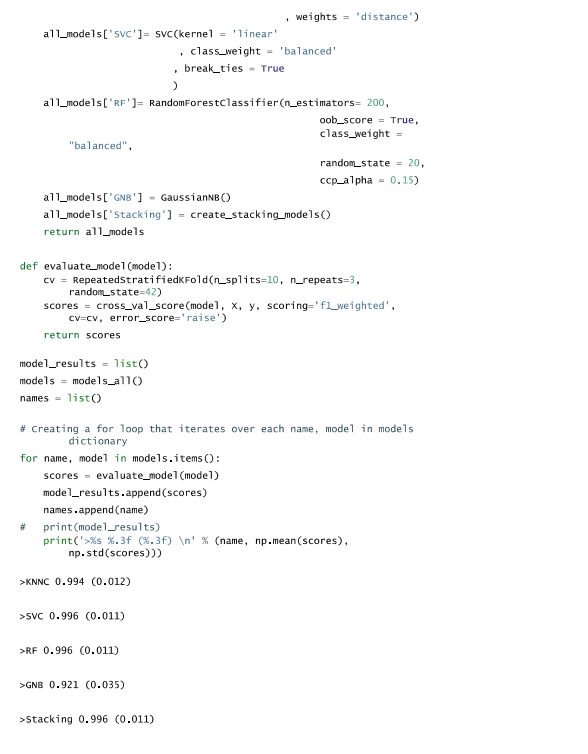 , weights = 'distance')
all_models['SVC']= SVC(kernel = 'linear'
, class_weight = 'balanced'
, break_ties = True
)
all_models['RF']= RandomForestClassifier(n_estimators= 200,
oob_score = True,
class_weight =
"balanced",
random_state = 20,
ccp_alpha = 0.15)
all_models['GNB'] = GaussianNB()
all_models['Stacking'] = create_stacking_models()
return all_models
def evaluate_model(model):
cv = RepeatedStratifiedKFold(n_splits=10, n_repeats=3,
random_state=42)
scores = cross_val_score(model, X, y, scoring='f1_weighted',
cv=cv, error_score='raise')
return scores
model_results = list()
models = models_all()
names = list()
# Creating a for loop that iterates over each name, model in models
dictionary
for name, model in models.items():
scores = evaluate_model(model)
model_results.append(scores)
names.append(name)
# print(model_results)
print('>%s %.3f (%.3f) \n' % (name, np.mean(scores),
np.std(scores)))
>KNNC 0.994 (0.012)
>SVC 0.996 (0.011)
>RF 0.996 (0.011)
>GNB 0.921 (0.035)
>Stacking 0.996 (0.011)